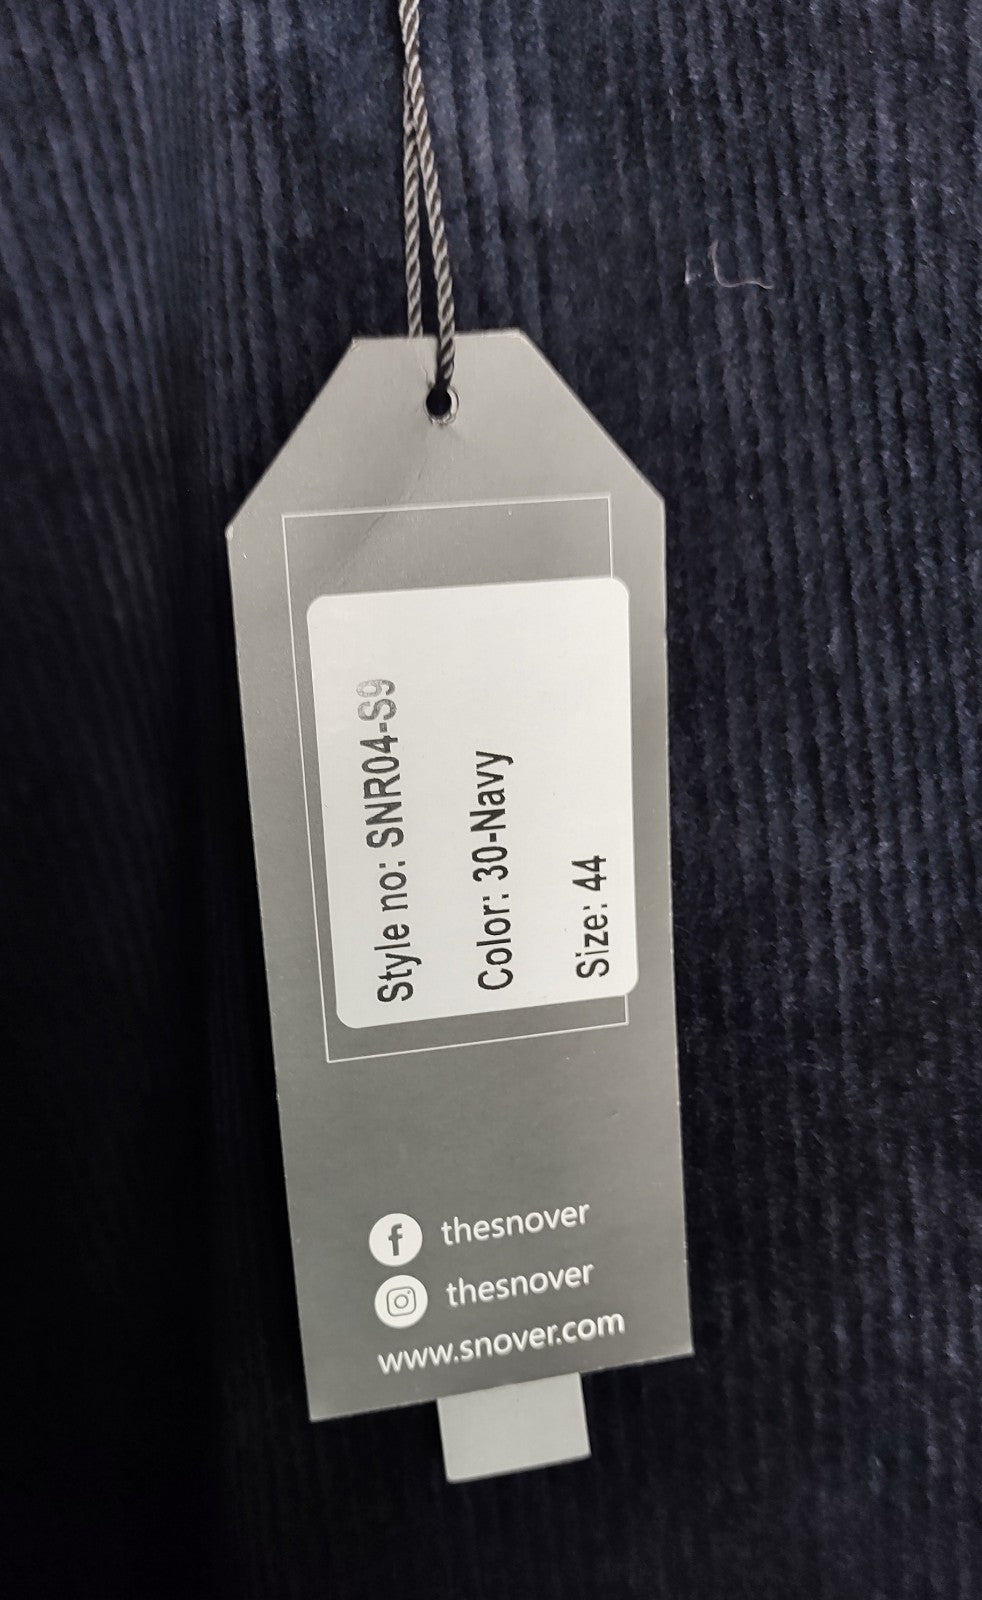 Style no: SNR04-S9
Color: 30-Navy
Size: 44
thesnover
thesnover
www.snover.com